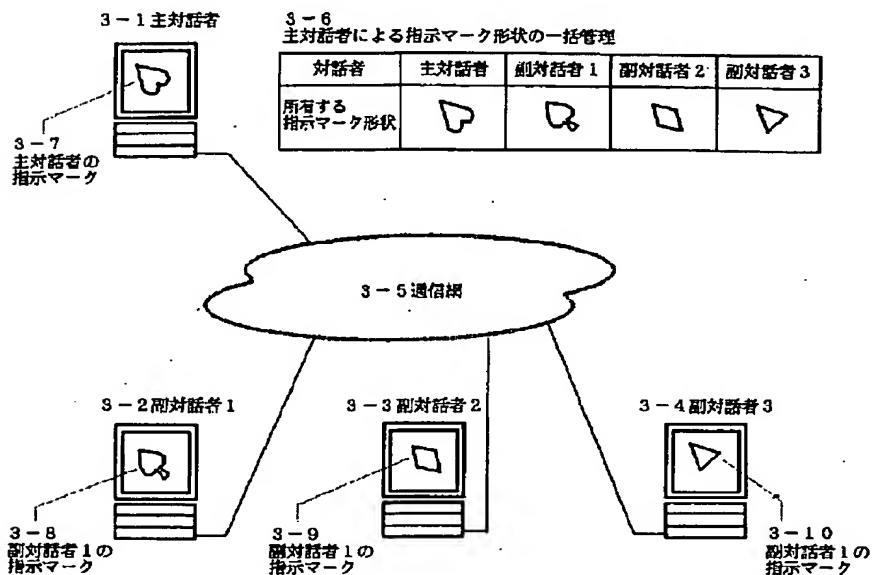 3-1主対話者
3-6
主対話者による指示マーク形状の一括管理
対話者 主対話者 副対話者1 副対話者2 副対話者3
所有する
指示マーク形状
3-7
主対話者の
指示マーク
3-5通信網
3-2副対話者1
3-3副対話者2
3-4副対話者3
3-8
副対話者1の
指示マーク
3-9
副対話者1の
指示マーク
3-10
副対話者1の
指示マーク